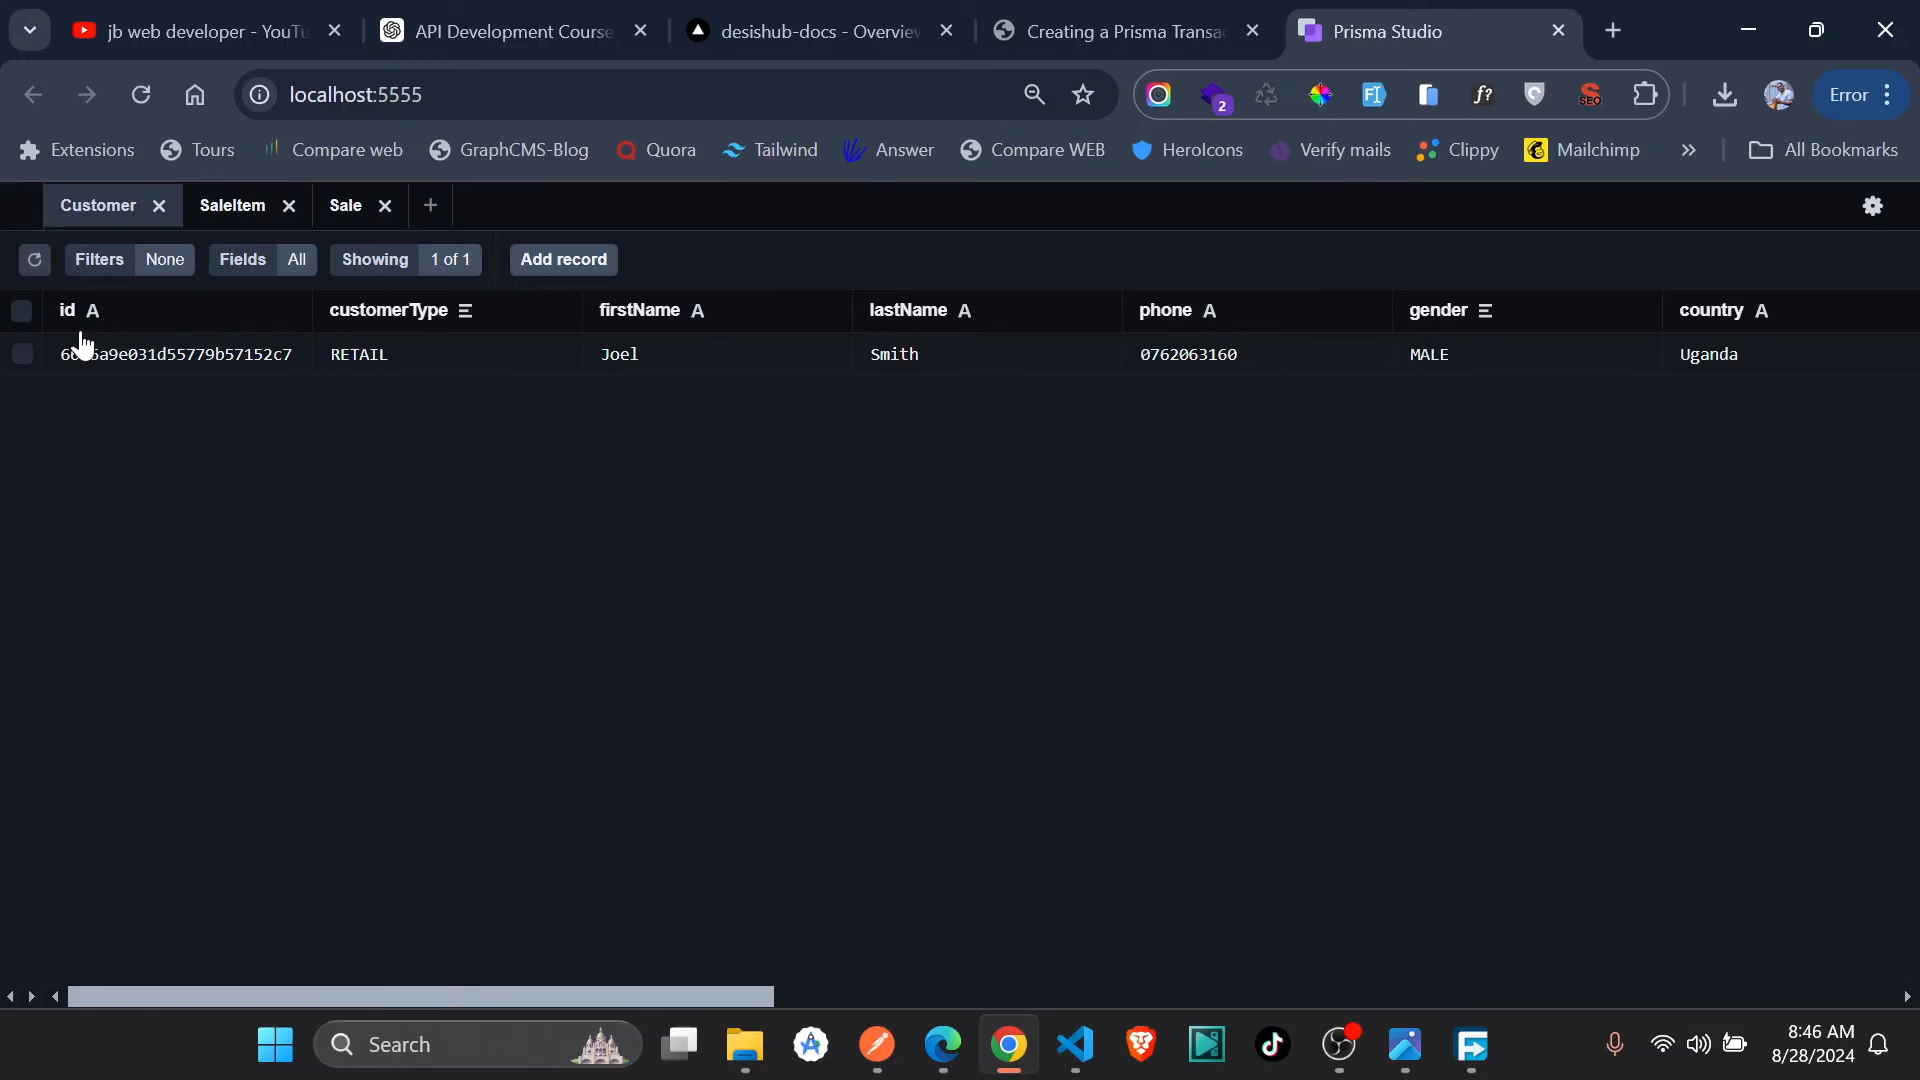 jb web developer - YouTu
API Development Course
desishub-docs - Overview
Creating a Prisma Transa
Prisma Studio
localhost:5555
2
Error
Extensions
Tours
Compare web
GraphCMS-Blog
Quora
Tailwind
Answer
Compare WEB
HeroIcons
Verify mails
Clippy
Mailchimp
»
All Bookmarks
Customer
SaleItem
Sale
Filters None
Fields All
Showing 1 of 1
Add record
id A
customerType
firstName A
lastName A
phone A
gender
country A
RETAIL
Joel
Smith
0762063160
MALE
Uganda
Search
8:46 AM
8/28/2024